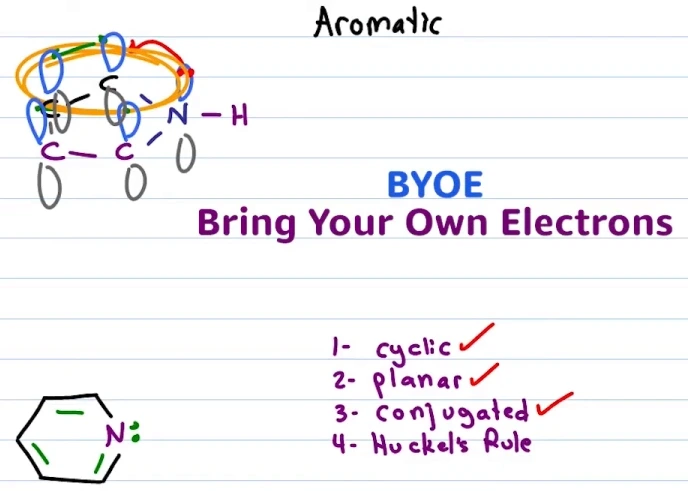 Aromatic
C C
N – H
C – C
BYOE
Bring Your Own Electrons
1- cyclic ✓
2- planar ✓
3- conjugated ✓
4- Huckel's Rule
N: